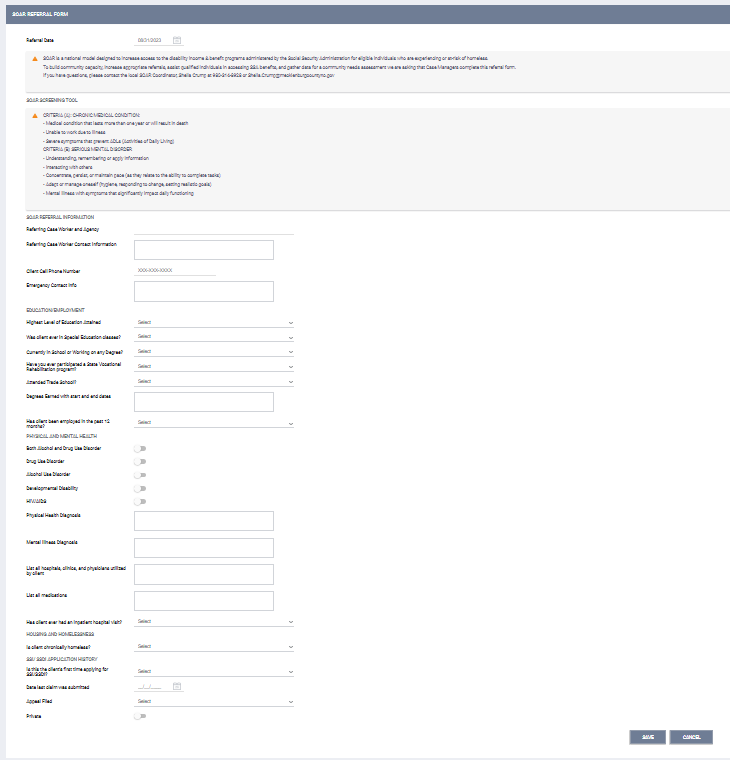 SOAR REFERRAL FORM
Referral Date
08/31/2023
SOAR is a national model designed to increase access to the disability income & benefit programs administered by the Social Security Administration for eligible individuals who are experiencing or at-risk of homeless.
To build community capacity, increase appropriate referrals, assist qualified individuals in accessing SSA benefits, and gather data for a community needs assessment we are asking that Case Managers complete this referral form.
If you have questions, please contact the local SOAR Coordinator, Sheila Crump at or
SOAR SCREENING TOOL
CRITERIA (A): CHRONIC MEDICAL CONDITION:
- Medical condition that lasts more than one year or will result in death
- Unable to work due to illness
- Severe symptoms that prevent ADLs (Activities of Daily Living)
CRITERIA (B) SERIOUS MENTAL DISORDER
- Understanding, remembering or apply information
- Interacting with others
- Concentrate, persist, or maintain pace (as they relate to the ability to complete tasks)
- Adapt or manage oneself (hygiene, responding to change, setting realistic goals)
- Mental illness with symptoms that significantly impact daily functioning
SOAR REFERRAL INFORMATION
Referring Case Worker and Agency
Referring Case Worker Contact Information
Client Cell Phone Number
XXX-XXX-XXXX
Emergency Contact Info
EDUCATION/EMPLOYMENT
Highest Level of Education Attained
Select
Was client ever in Special Education classes?
Select
Currently in School or Working on any Degree?
Select
Have you ever participated a State Vocational
Rehabilitation program?
Select
Attended Trade School?
Select
Degrees Earned with start and end dates
Has client been employed in the past 12
months?
Select
PHYSICAL AND MENTAL HEALTH
Both Alcohol and Drug Use Disorder
Drug Use Disorder
Alcohol Use Disorder
Developmental Disability
HIV/AIDS
Physical Health Diagnosis
Mental Illness Diagnosis
List all hospitals, clinics, and physicians utilized
by client
List all medications
Has client ever had an inpatient hospital visit?
Select
HOUSING AND HOMELESSNESS
Is client chronically homeless?
Select
SSI/ SSDI APPLICATION HISTORY
Is this the client's first time applying for
SSI/SSDI?
Select
Date last claim was submitted
__/__/____
Appeal Filed
Select
Private
SAVE
CANCEL